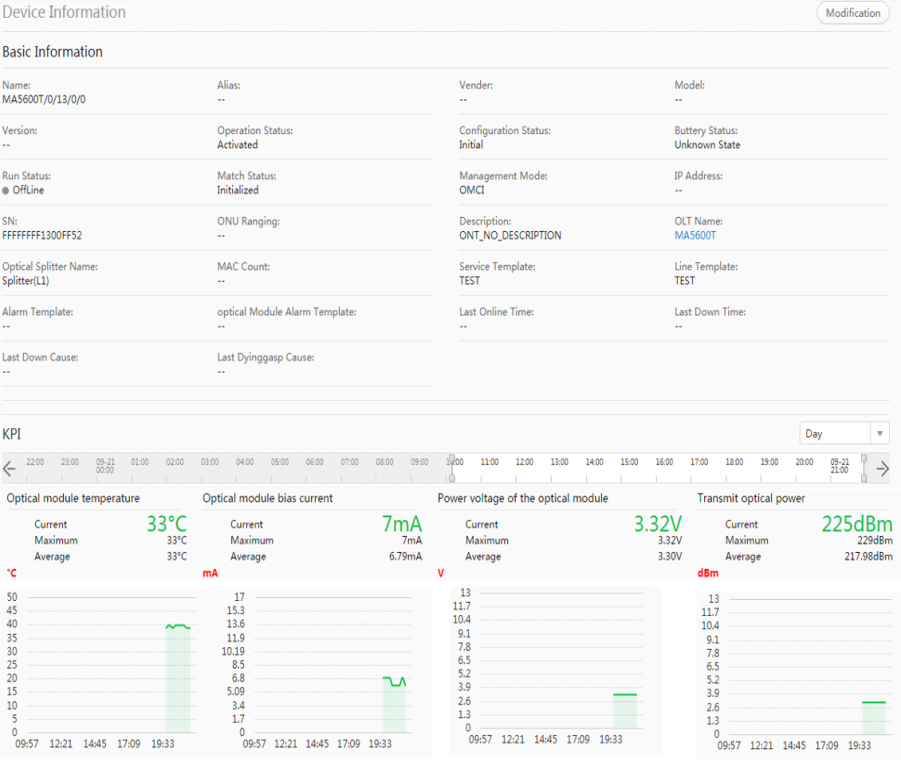 Device Information
Modification
Basic Information
Name: Alias: Vender: Model:
MA5600T/0/13/0/0 -- -- --
Version: Operation Status: Configuration Status: Buttery Status:
-- Activated Initial Unknown State
Run Status: Match Status: Management Mode: IP Address:
OffLine Initialized OMCI --
SN: ONU Ranging: Description: OLT Name:
FFFFFFFF1300FF52 -- ONT_NO_DESCRIPTION MA5600T
Optical Splitter Name: MAC Count: Service Template: Line Template:
Splitter(L1) -- TEST TEST
Alarm Template: optical Module Alarm Template: Last Online Time: Last Down Time:
-- -- -- --
Last Down Cause: Last Dyinggasp Cause:
-- --
KPI
Day
22:00 23:00 09-21 01:00 02:00 03:00 04:00 05:00 06:00 07:00 08:00 09:00 11:00 12:00 13:00 14:00 15:00 16:00 17:00 18:00 19:00 20:00 09-21
00:00 21:00
Optical module temperature
Current 33°C
Maximum 33°C
Average 33°C
°C
50
45
40
35
30
25
20
15
10
5
0
09:57 12:21 14:45 17:09 19:33
Optical module bias current
Current 7mA
Maximum 7mA
Average 6.79mA
mA
17
15.3
13.6
11.9
10.19
8.5
6.8
5.09
3.4
1.7
0
09:57 12:21 14:45 17:09 19:33
Power voltage of the optical module
Current 3.32V
Maximum 3.32V
Average 3.30V
V
13
11.7
10.4
9.1
7.8
6.5
5.2
3.9
2.6
1.3
0
09:57 12:21 14:45 17:09 19:33
Transmit optical power
Current 225dBm
Maximum 229dBm
Average 217.98dBm
dBm
13
11.7
10.4
9.1
7.8
6.5
5.2
3.9
2.6
1.3
0
09:57 12:21 14:45 17:09 19:33